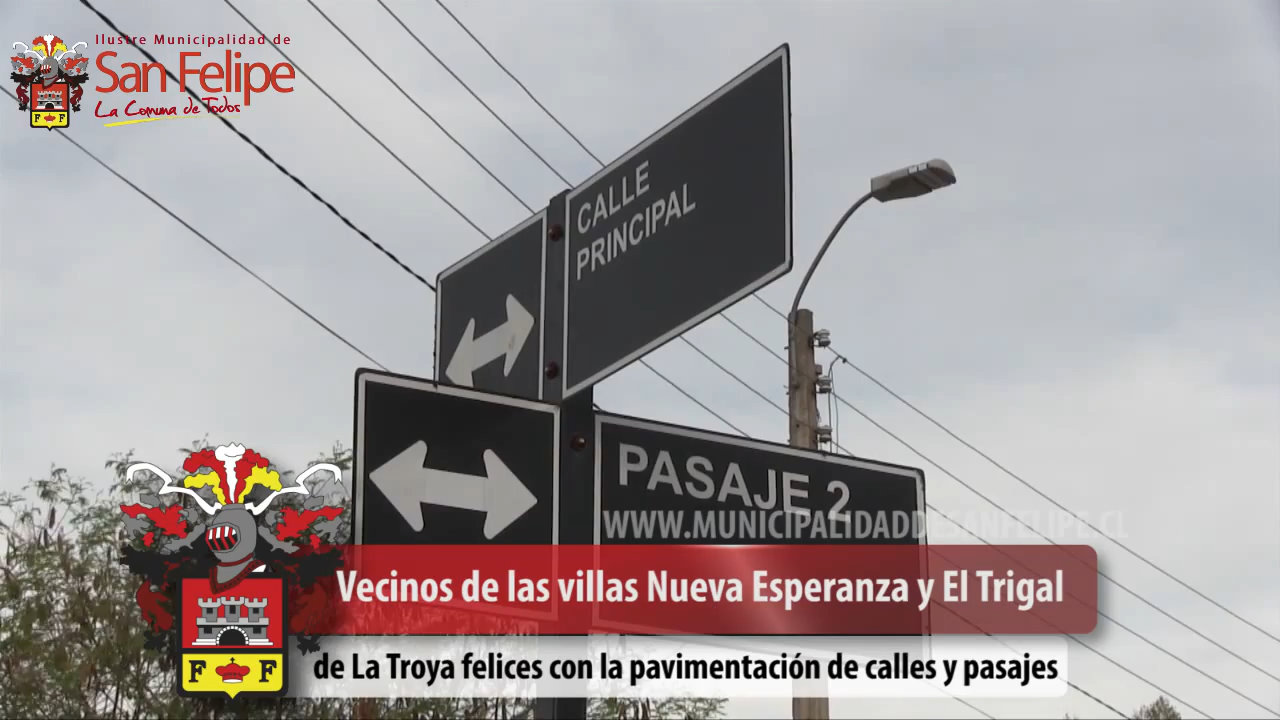 Ilustre Municipalidad de
San Felipe
La Comuna de Todos
F F
CALLE
PRINCIPAL
PASAJE 2
WWW.MUNICIPALIDADDESANFELIPE.CL
Vecinos de las villas Nueva Esperanza y El Trigal
F F
de La Troya felices con la pavimentación de calles y pasajes